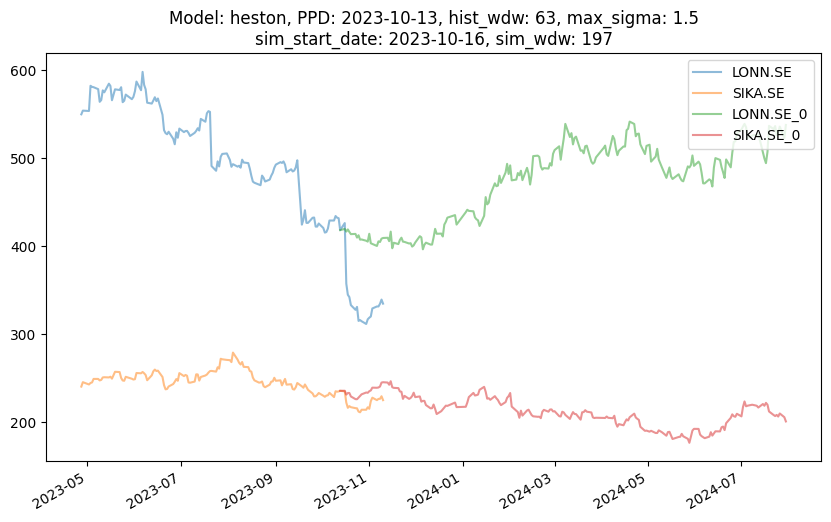 Model: heston, PPD: 2023-10-13, hist_wdw: 63, max_sigma: 1.5
sim_start_date: 2023-10-16, sim_wdw: 197
LONN.SE
SIKA.SE
LONN.SE_0
SIKA.SE_0
600
500
400
300
200
2023-05
2023-07
2023-09
2023-11
2024-01
2024-03
2024-05
2024-07